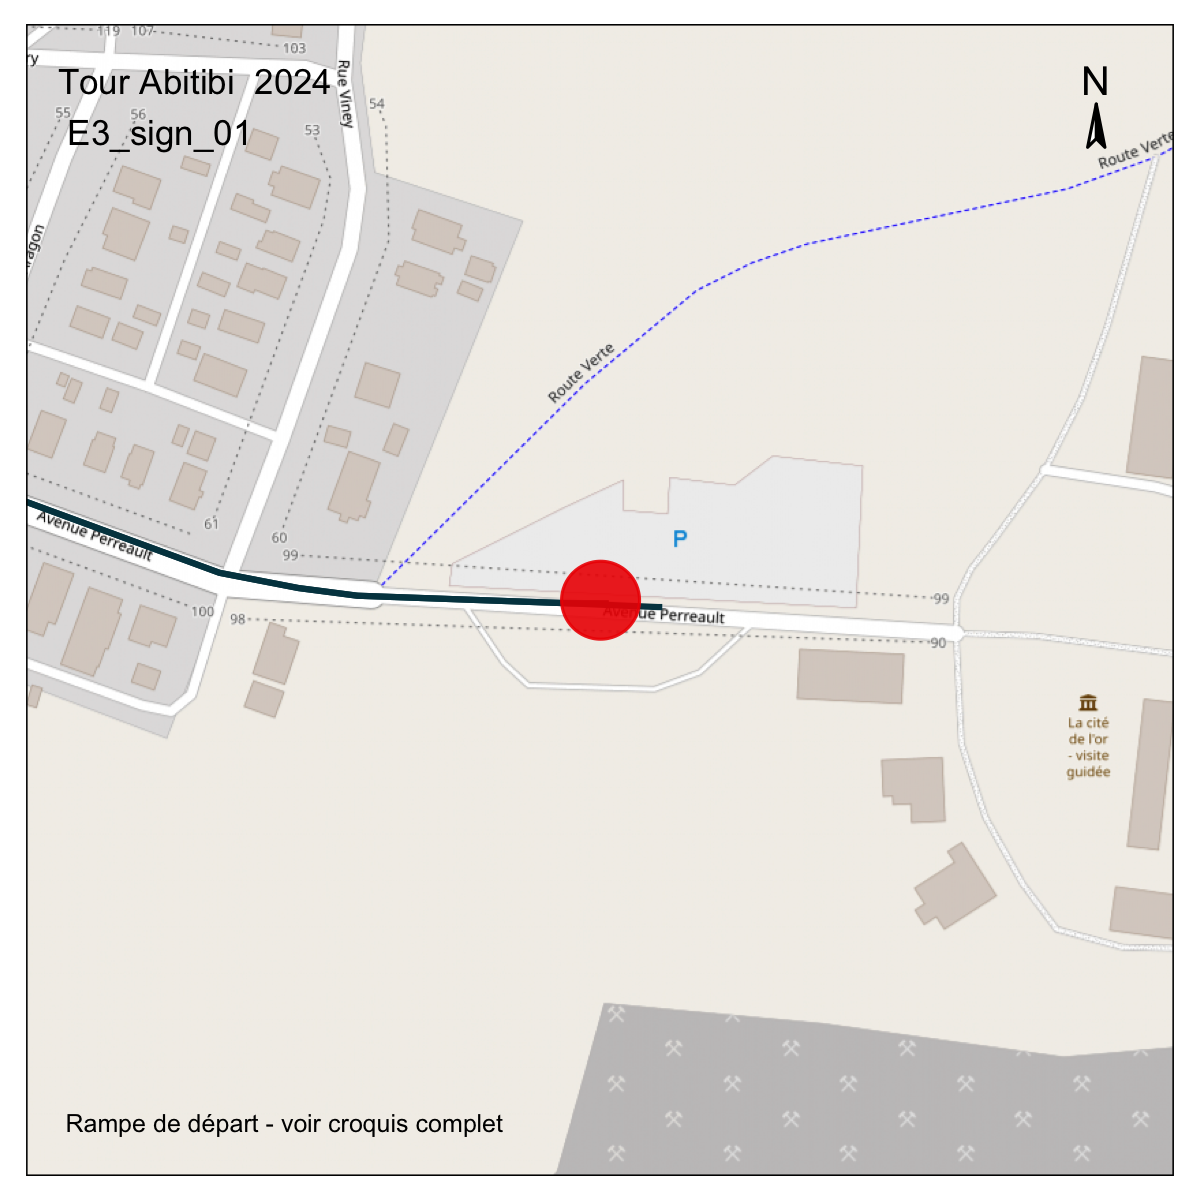 119 107
103
Tour Abitibi 2024
N
Rue Viney
54
55
56
53
E3_sign_01
Route Verte
Route Verte
P
61
60
99
Avenue Perreault
99
100
98
Avenue Perreault
90
La cité
de l'or
- visite
guidée
Rampe de départ - voir croquis complet